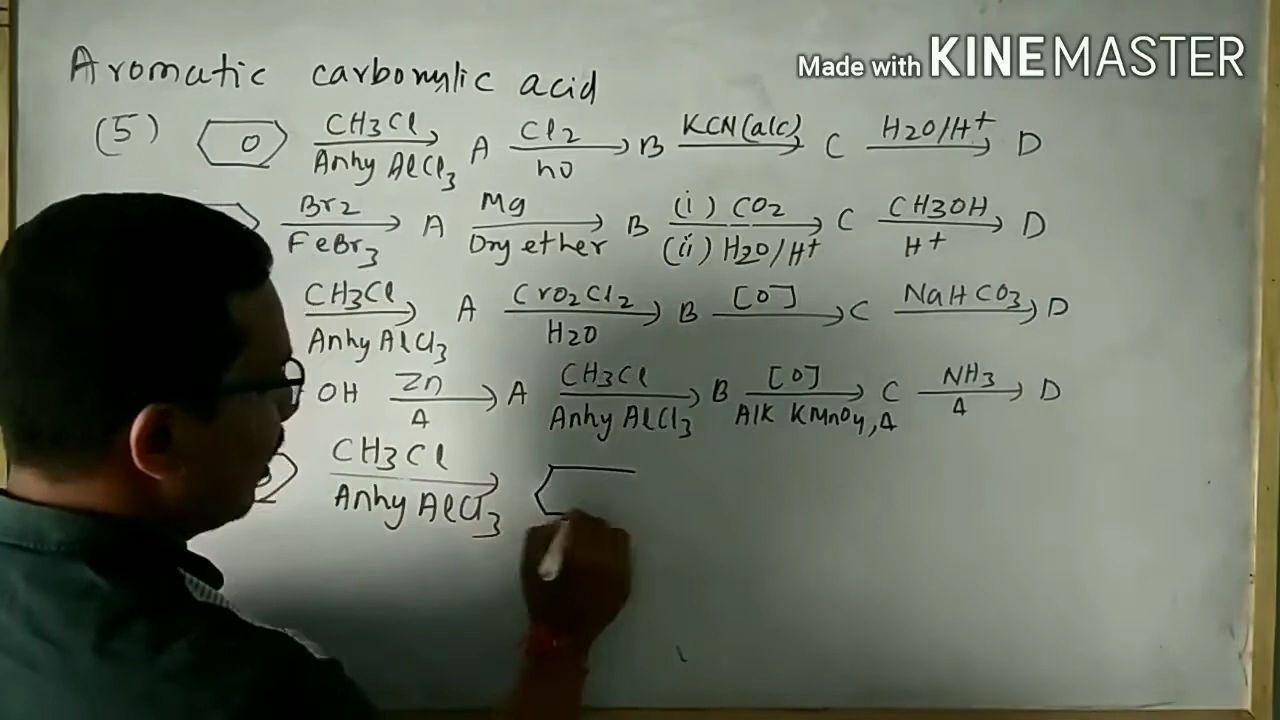 Made with KINEMASTER
Aromatic carboxylic acid
(5) O CH3Cl Anhy AlCl3 A Cl2 hυ B KCN(alc) C H2O/H+ D
Br2 FeBr3 A Mg Dry ether B (i) CO2 (ii) H2O/H+ C CH3OH H+ D
CH3Cl Anhy AlCl3 A CrO2Cl2 H2O B [O] C NaHCO3 D
OH Zn Δ A CH3Cl Anhy AlCl3 B [O] Alk KMnO4, Δ C NH3 Δ D
CH3Cl Anhy AlCl3